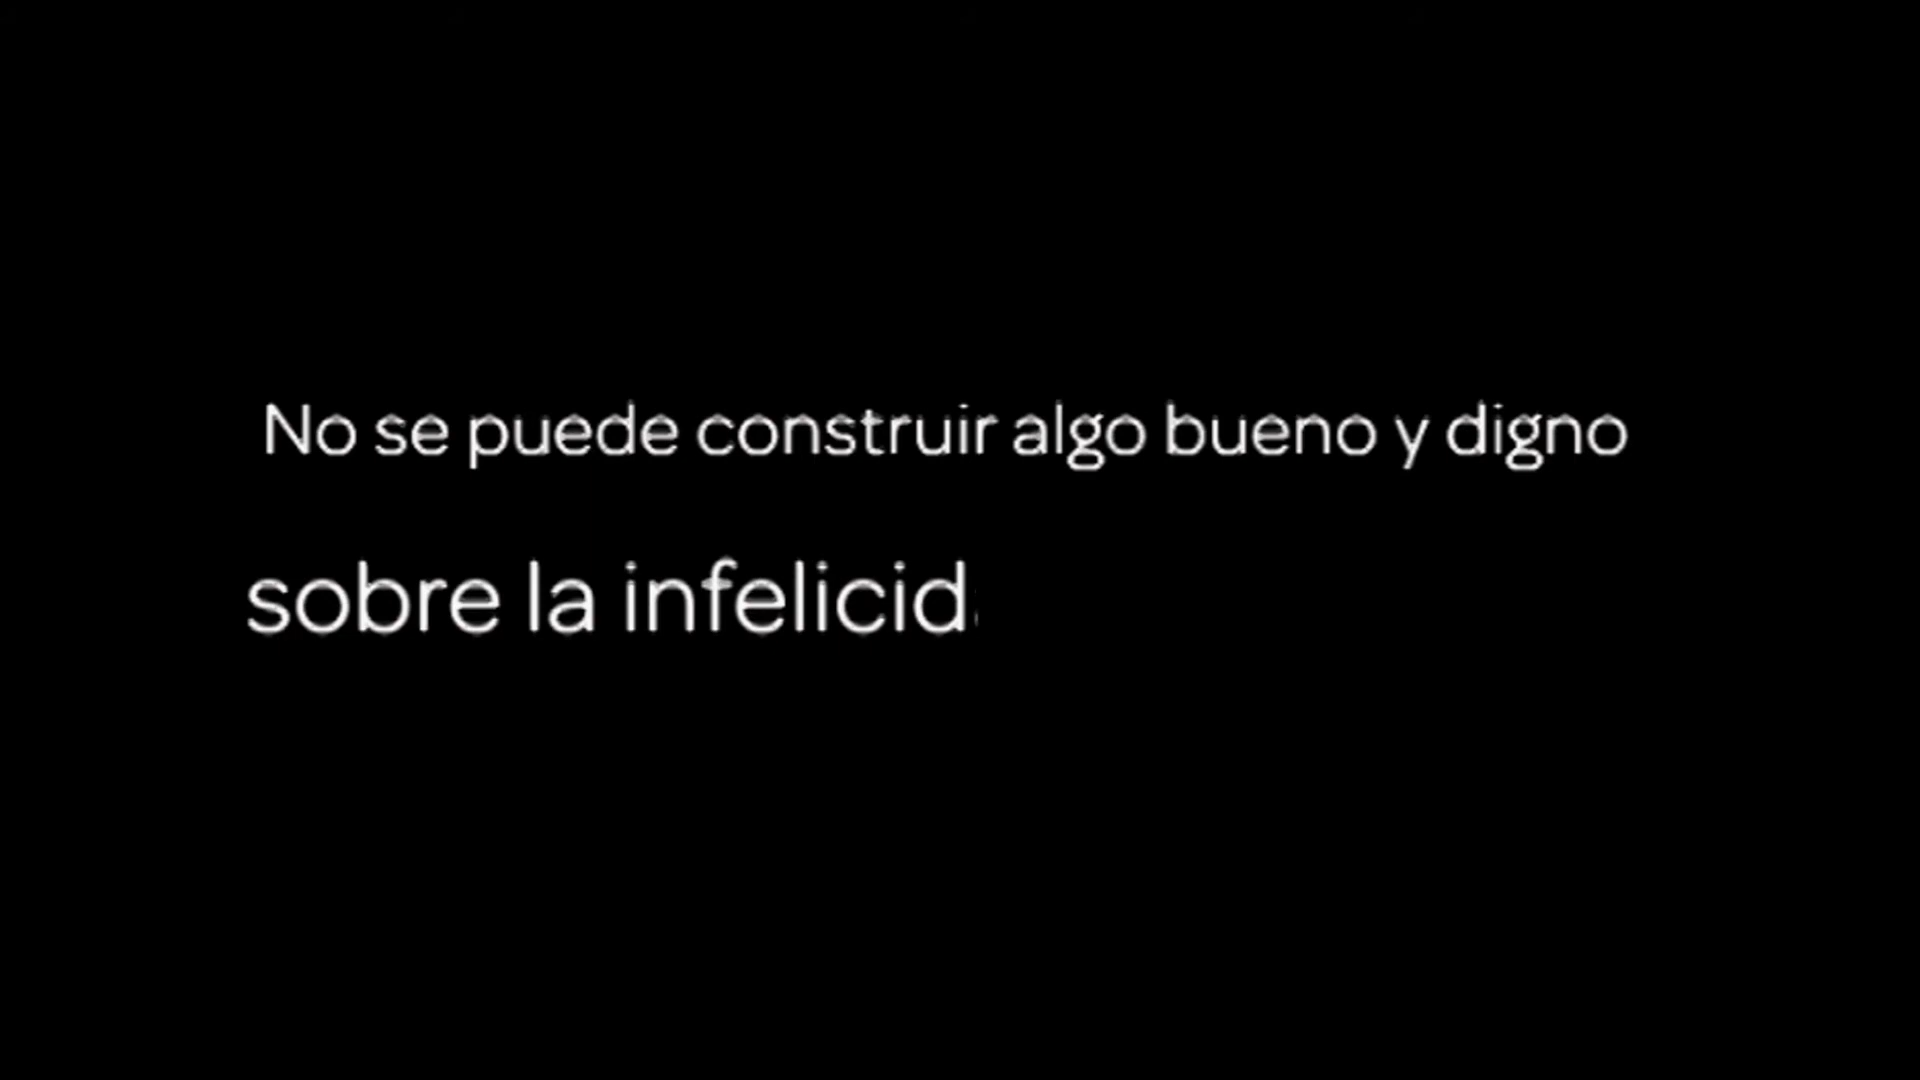 No se puede construir algo bueno y digno
sobre la infelicid